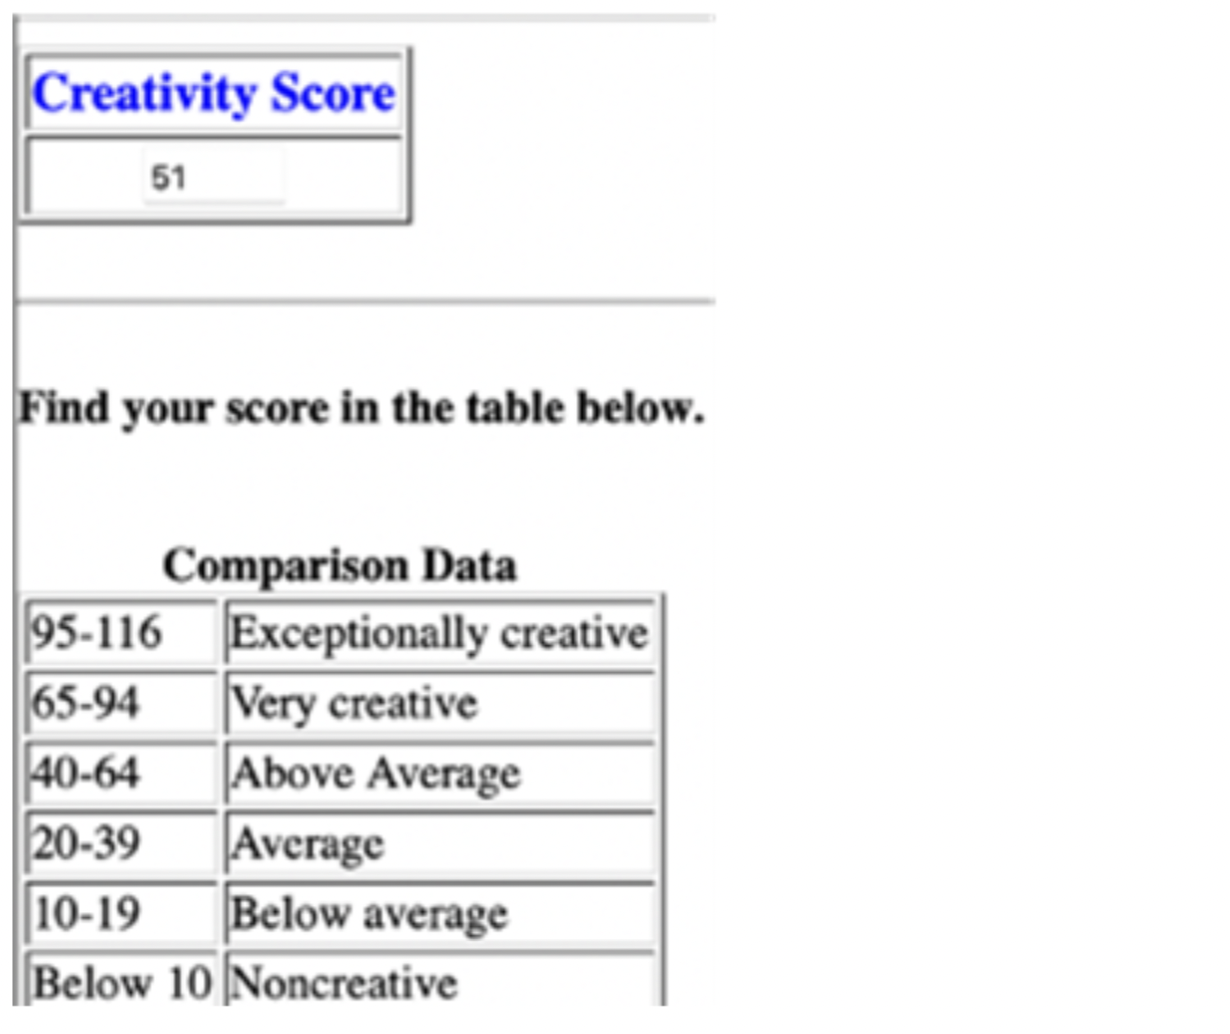 Creativity Score
51
Find your score in the table below.
Comparison Data
95-116 Exceptionally creative
65-94 Very creative
40-64 Above Average
20-39 Average
10-19 Below average
Below 10 Noncreative